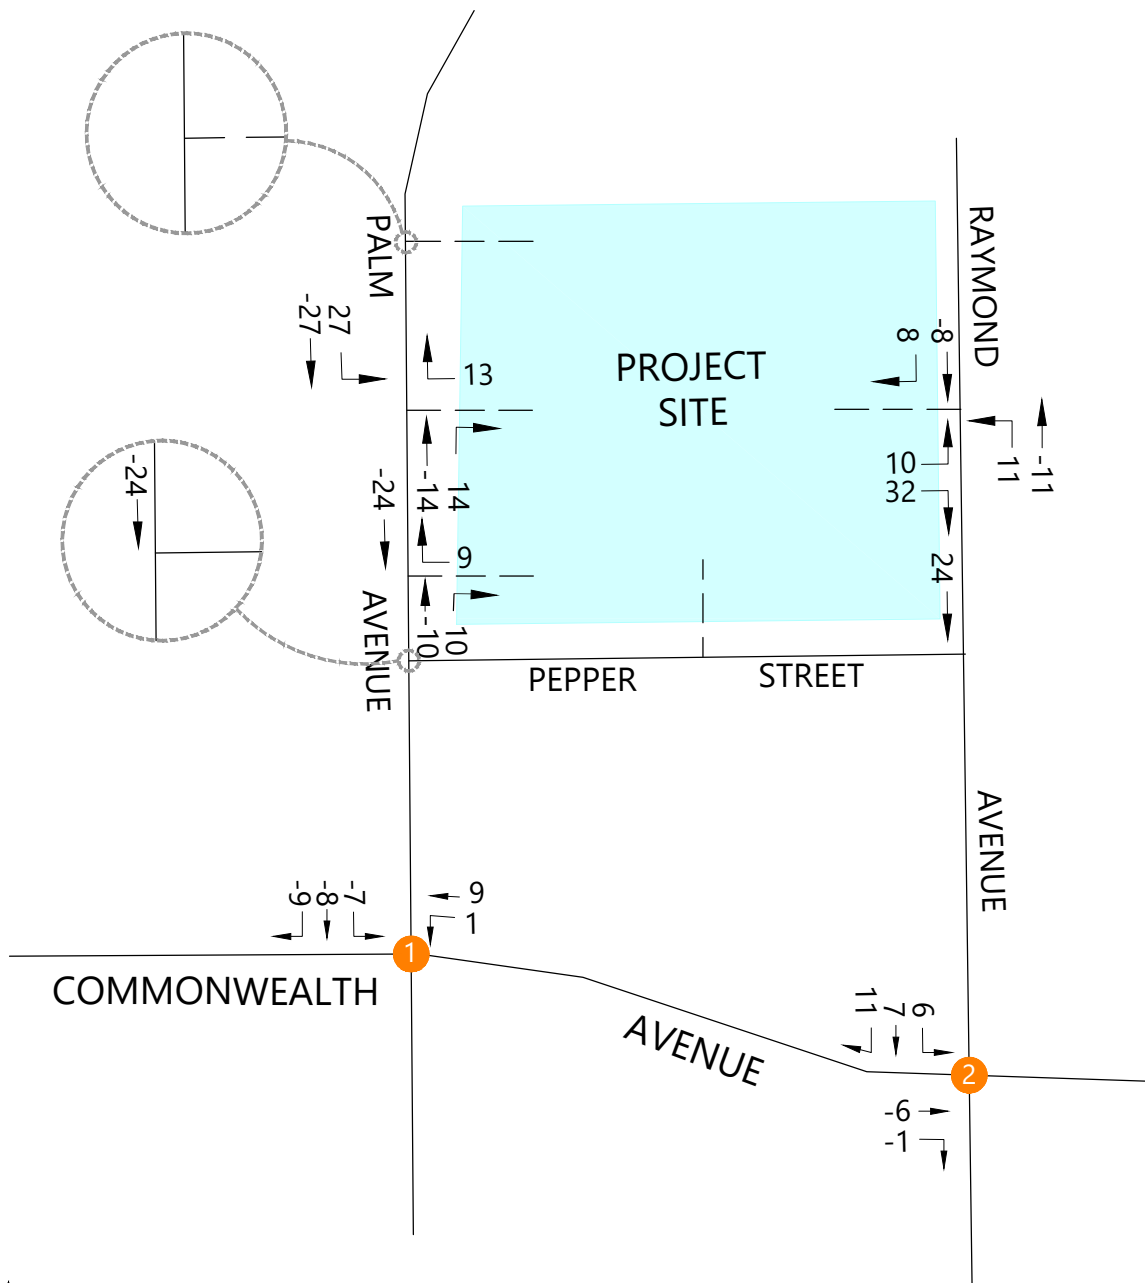 PALM
RAYMOND
-27
27
13
PROJECT
SITE
8
-8
10
32
11
-11
-24
-24
-14
14
9
24
-10
10
AVENUE
PEPPER
STREET
AVENUE
-9
-8
-7
9
1
1
COMMONWEALTH
AVENUE
11
7
6
2
-6
-1